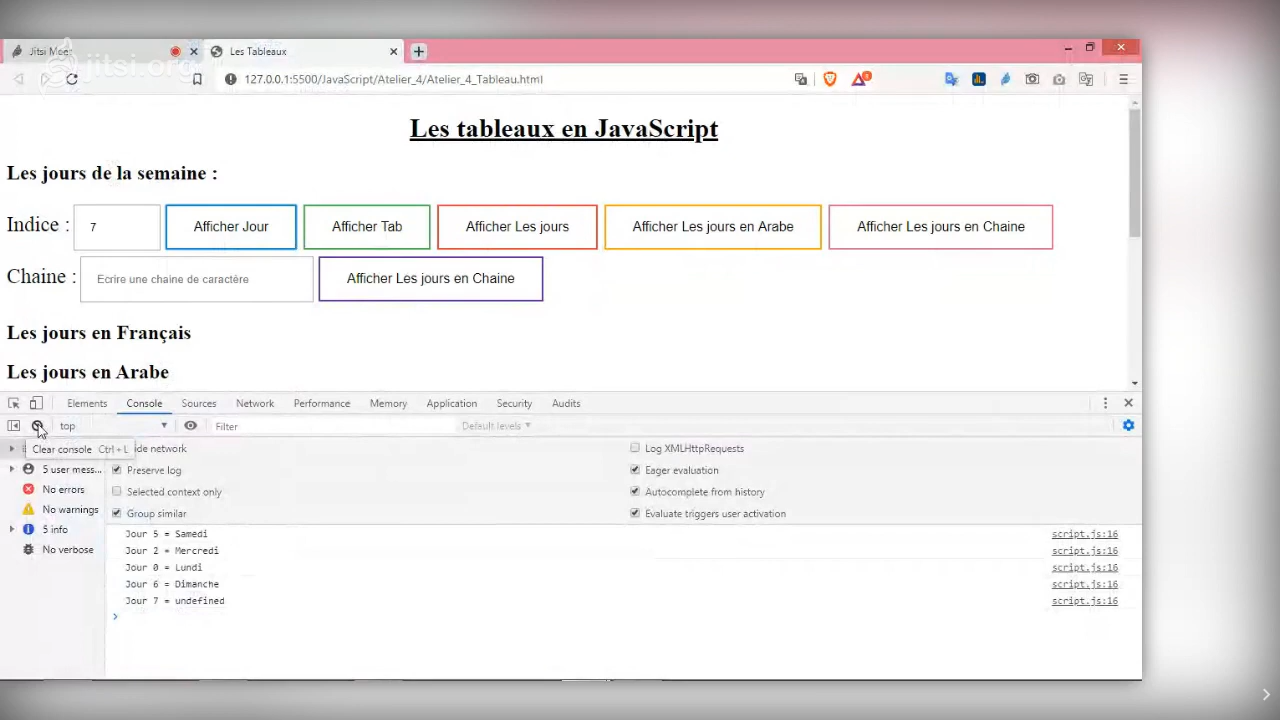 Jitsi Meet
Les Tableaux
jitsi.org
127.0.0.1:5500/JavaScript/Atelier_4/Atelier_4_Tableau.html
Les tableaux en JavaScript
Les jours de la semaine :
Indice : 7 Afficher Jour Afficher Tab Afficher Les jours Afficher Les jours en Arabe Afficher Les jours en Chaine
Chaine : Ecrire une chaine de caractère Afficher Les jours en Chaine
Les jours en Français
Les jours en Arabe
Elements Console Sources Network Performance Memory Application Security Audits
top Filter Default levels
Clear console Ctrl+L ide network Log XMLHttpRequests
5 user mess... Preserve log Eager evaluation
No errors Selected context only Autocomplete from history
No warnings Group similar Evaluate triggers user activation
5 info
No verbose
Jour 5 = Samedi script.js:16
Jour 2 = Mercredi script.js:16
Jour 0 = Lundi script.js:16
Jour 6 = Dimanche script.js:16
Jour 7 = undefined script.js:16